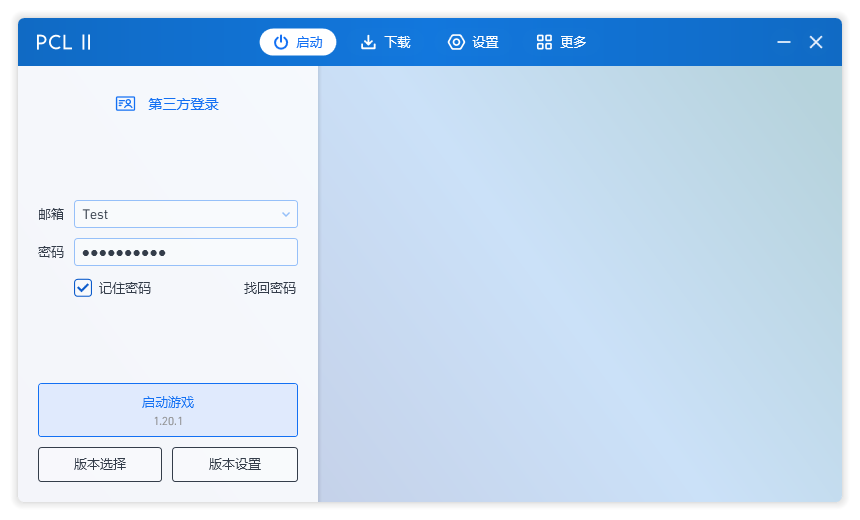 PCL II
启动
下载
设置
更多
第三方登录
邮箱
Test
密码
●●●●●●●●●●
记住密码
找回密码
启动游戏
1.20.1
版本选择
版本设置